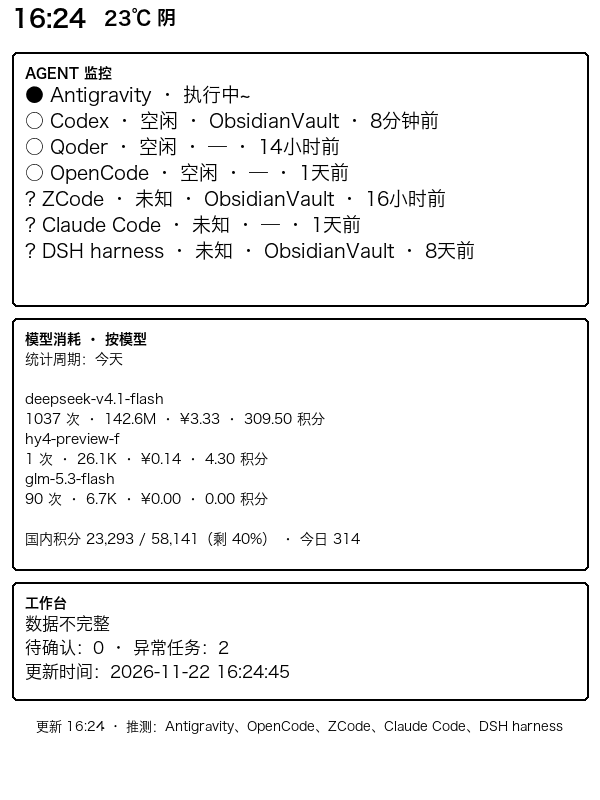 16:24 23℃ 阴
AGENT 监控
● Antigravity · 执行中~
○ Codex · 空闲 · ObsidianVault · 8分钟前
○ Qoder · 空闲 · — · 14小时前
○ OpenCode · 空闲 · — · 1天前
? ZCode · 未知 · ObsidianVault · 16小时前
? Claude Code · 未知 · — · 1天前
? DSH harness · 未知 · ObsidianVault · 8天前
模型消耗 · 按模型
统计周期：今天
deepseek-v4.1-flash
1037 次 · 142.6M · ¥3.33 · 309.50 积分
hy4-preview-f
1 次 · 26.1K · ¥0.14 · 4.30 积分
glm-5.3-flash
90 次 · 6.7K · ¥0.00 · 0.00 积分
国内积分 23,293 / 58,141（剩 40%） · 今日 314
工作台
数据不完整
待确认：0 · 异常任务：2
更新时间：2026-11-22 16:24:45
更新 16:24 · 推测：Antigravity、OpenCode、ZCode、Claude Code、DSH harness